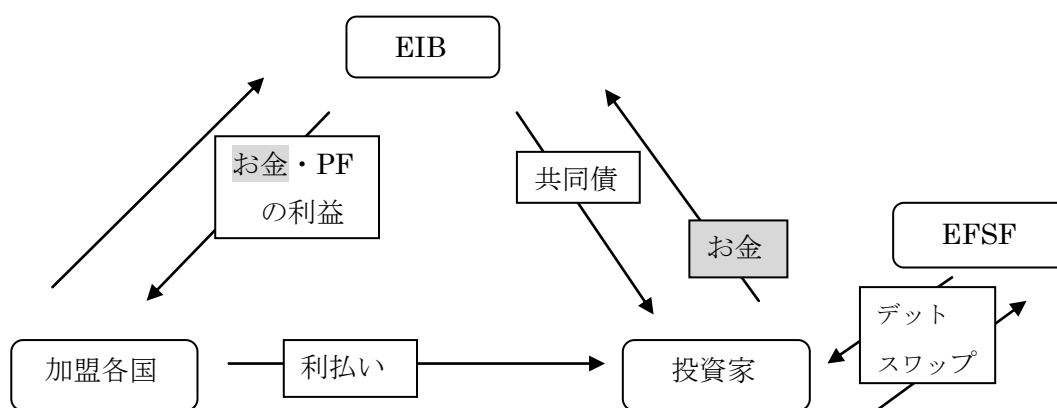 EIB
お金・PF
の利益
共同債
お金
EFSF
デット
スワップ
加盟各国
利払い
投資家